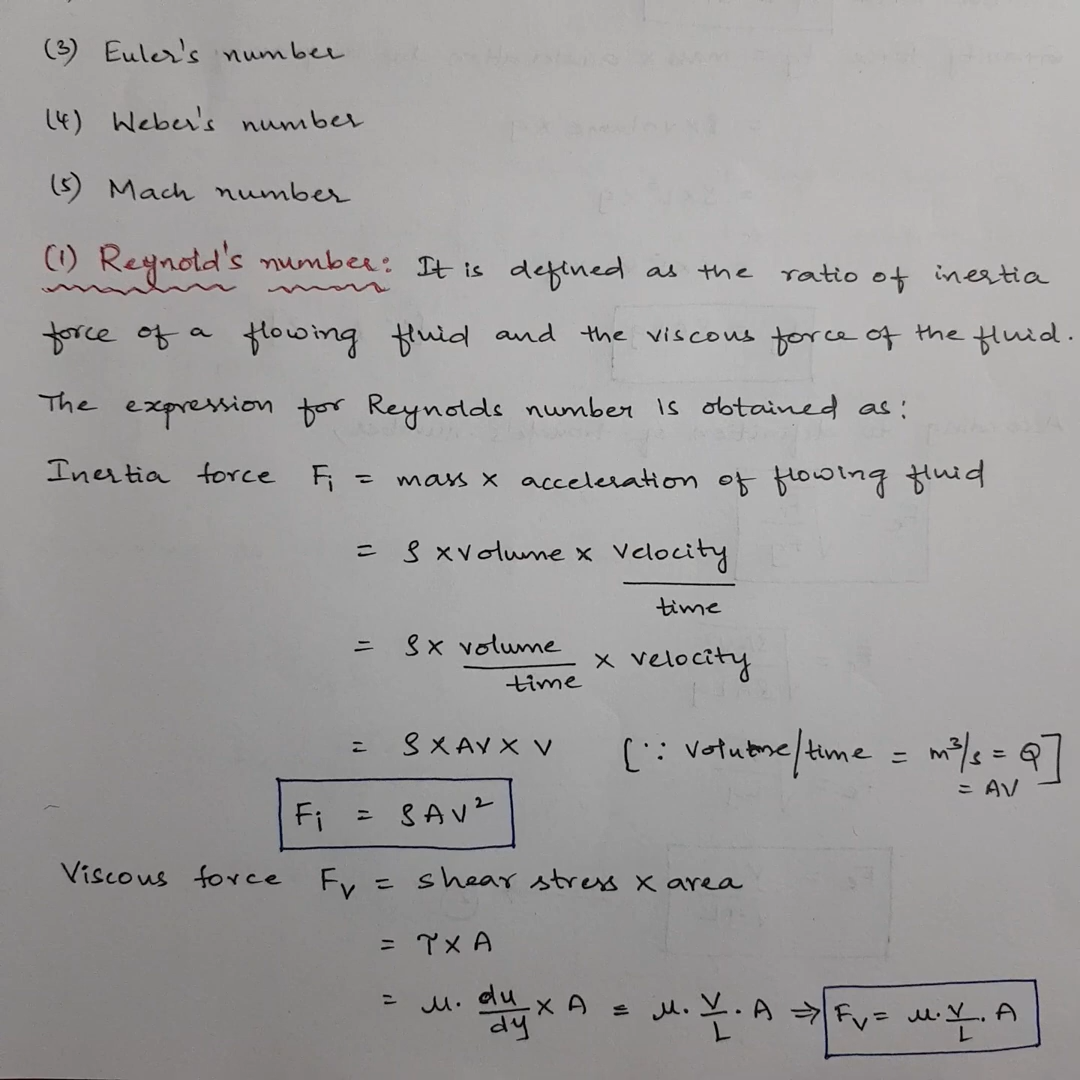 (3) Euler's number
(4) Weber's number
(5) Mach number
(1) Reynold's number: It is defined as the ratio of inertia
force of a flowing fluid and the viscous force of the fluid.
The expression for Reynolds number is obtained as:
Inertia force Fi = mass × acceleration of flowing fluid
= ρ × volume × velocity/time
= ρ × volume/time × velocity
= ρ × AV × V [∵ volume/time = m³/s = Q]
= AV
Fi = ρAV²
Viscous force Fv = shear stress × area
= τ × A
= μ. du/dy × A = μ. V/L . A ⇒ Fv = μ. V/L . A